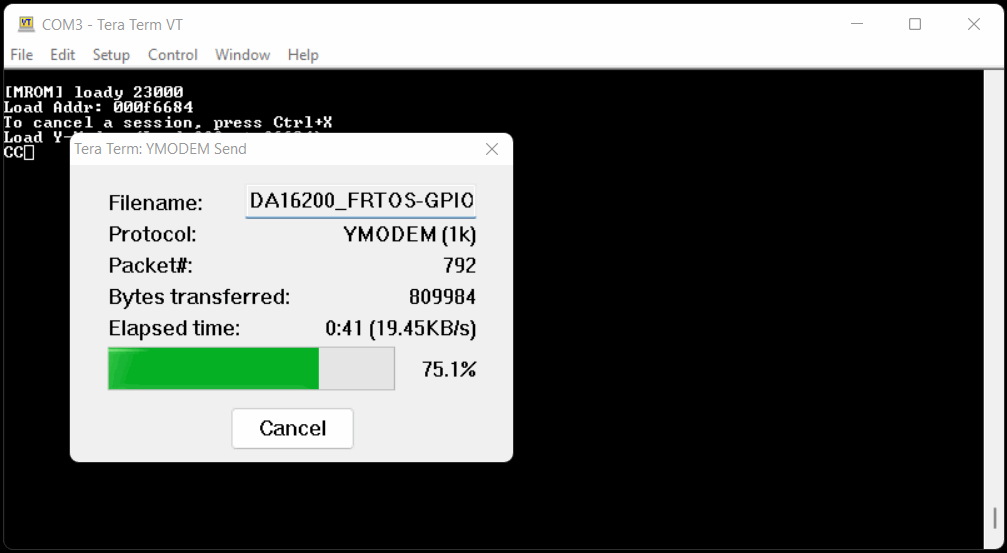 COM3 - Tera Term VT
File Edit Setup Control Window Help
[MROM] loady 23000
Load Addr: 000f6684
To cancel a session, press Ctrl+X
Load Y-
CC
Tera Term: YMODEM Send
Filename: DA16200_FRTOS-GPIO
Protocol: YMODEM (1k)
Packet#: 792
Bytes transferred: 809984
Elapsed time: 0:41 (19.45KB/s)
75.1%
Cancel